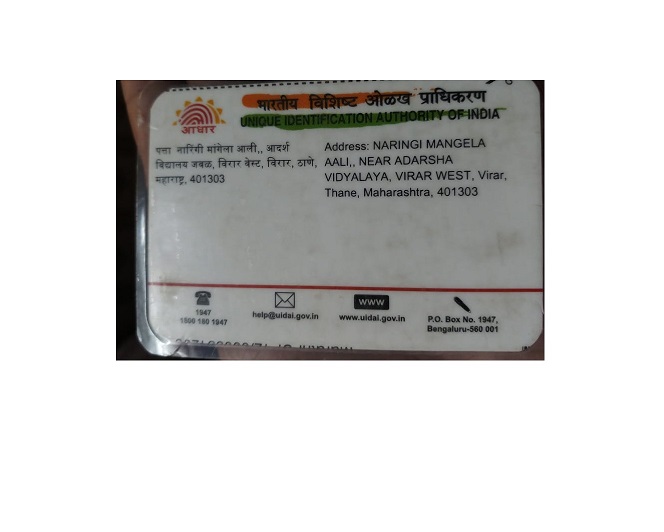 भारतीय विशिष्ट ओळख प्राधिकरण
UNIQUE IDENTIFICATION AUTHORITY OF INDIA
आधार
पत्ता नारिंगी मांगेला आली,, आदर्श
विद्यालय जवळ, विरार वेस्ट, विरार, ठाणे,
महाराष्ट्र, 401303
Address: NARINGI MANGELA
AALI,, NEAR ADARSHA
VIDYALAYA, VIRAR WEST, Virar,
Thane, Maharashtra, 401303
1947
1800 180 1947
help@uidai.gov.in
www
www.uidai.gov.in
P.O. Box No. 1947,
Bengaluru-560 001